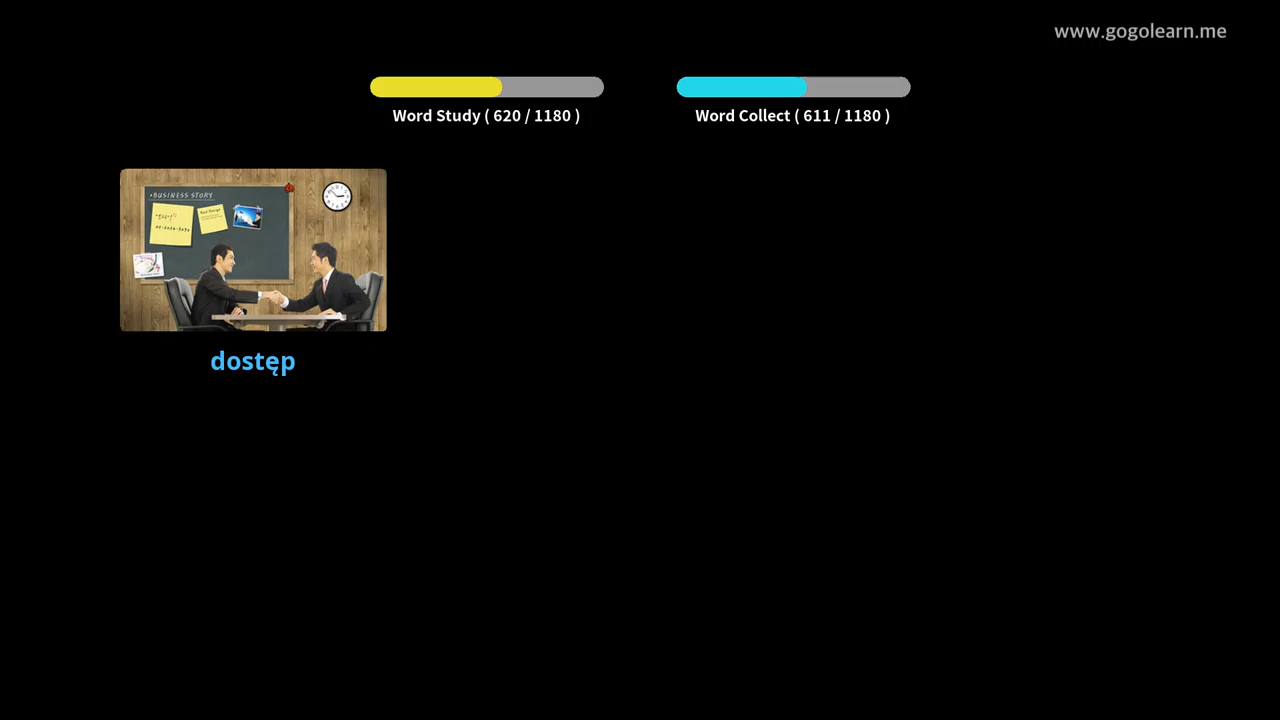 www.gogolearn.me
Word Study ( 620 / 1180 )
Word Collect ( 611 / 1180 )
•BUSINESS STORY
dostęp